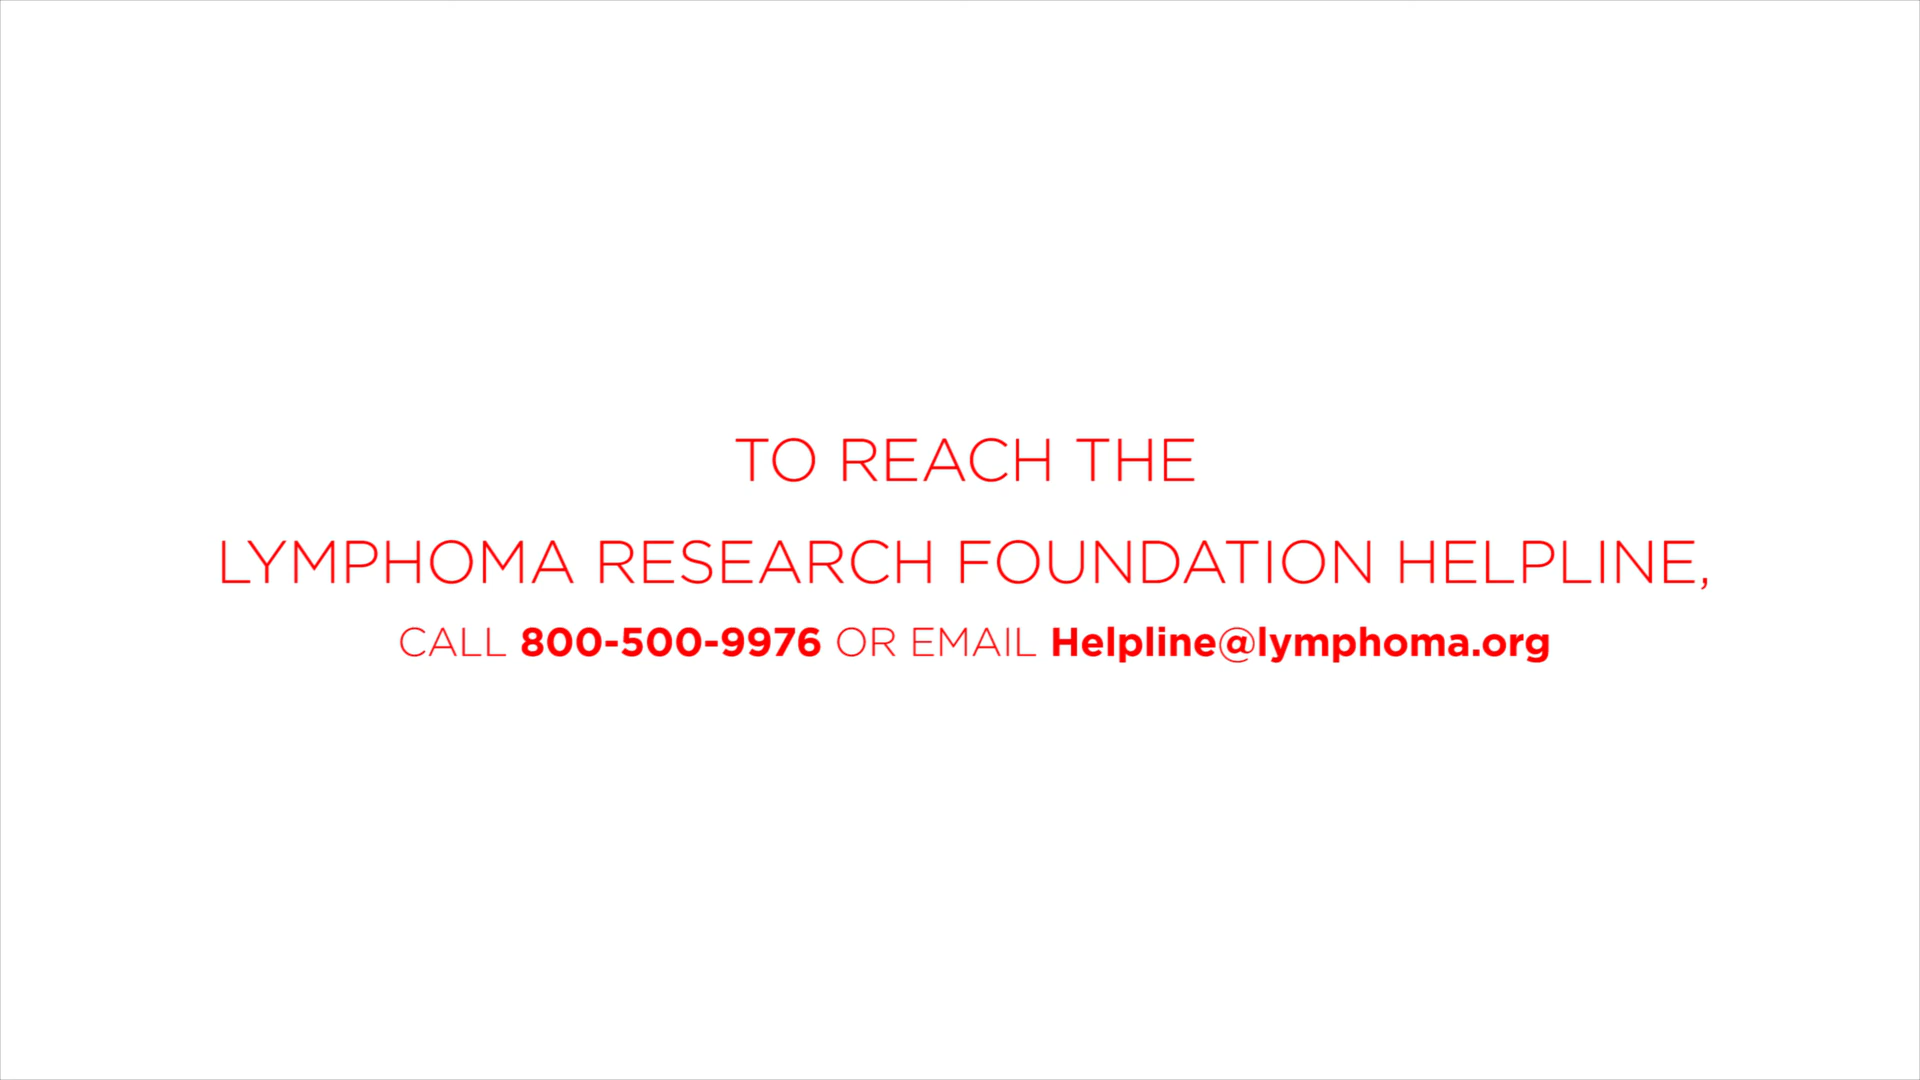 TO REACH THE
LYMPHOMA RESEARCH FOUNDATION HELPLINE,
CALL 800-500-9976 OR EMAIL Helpline@lymphoma.org